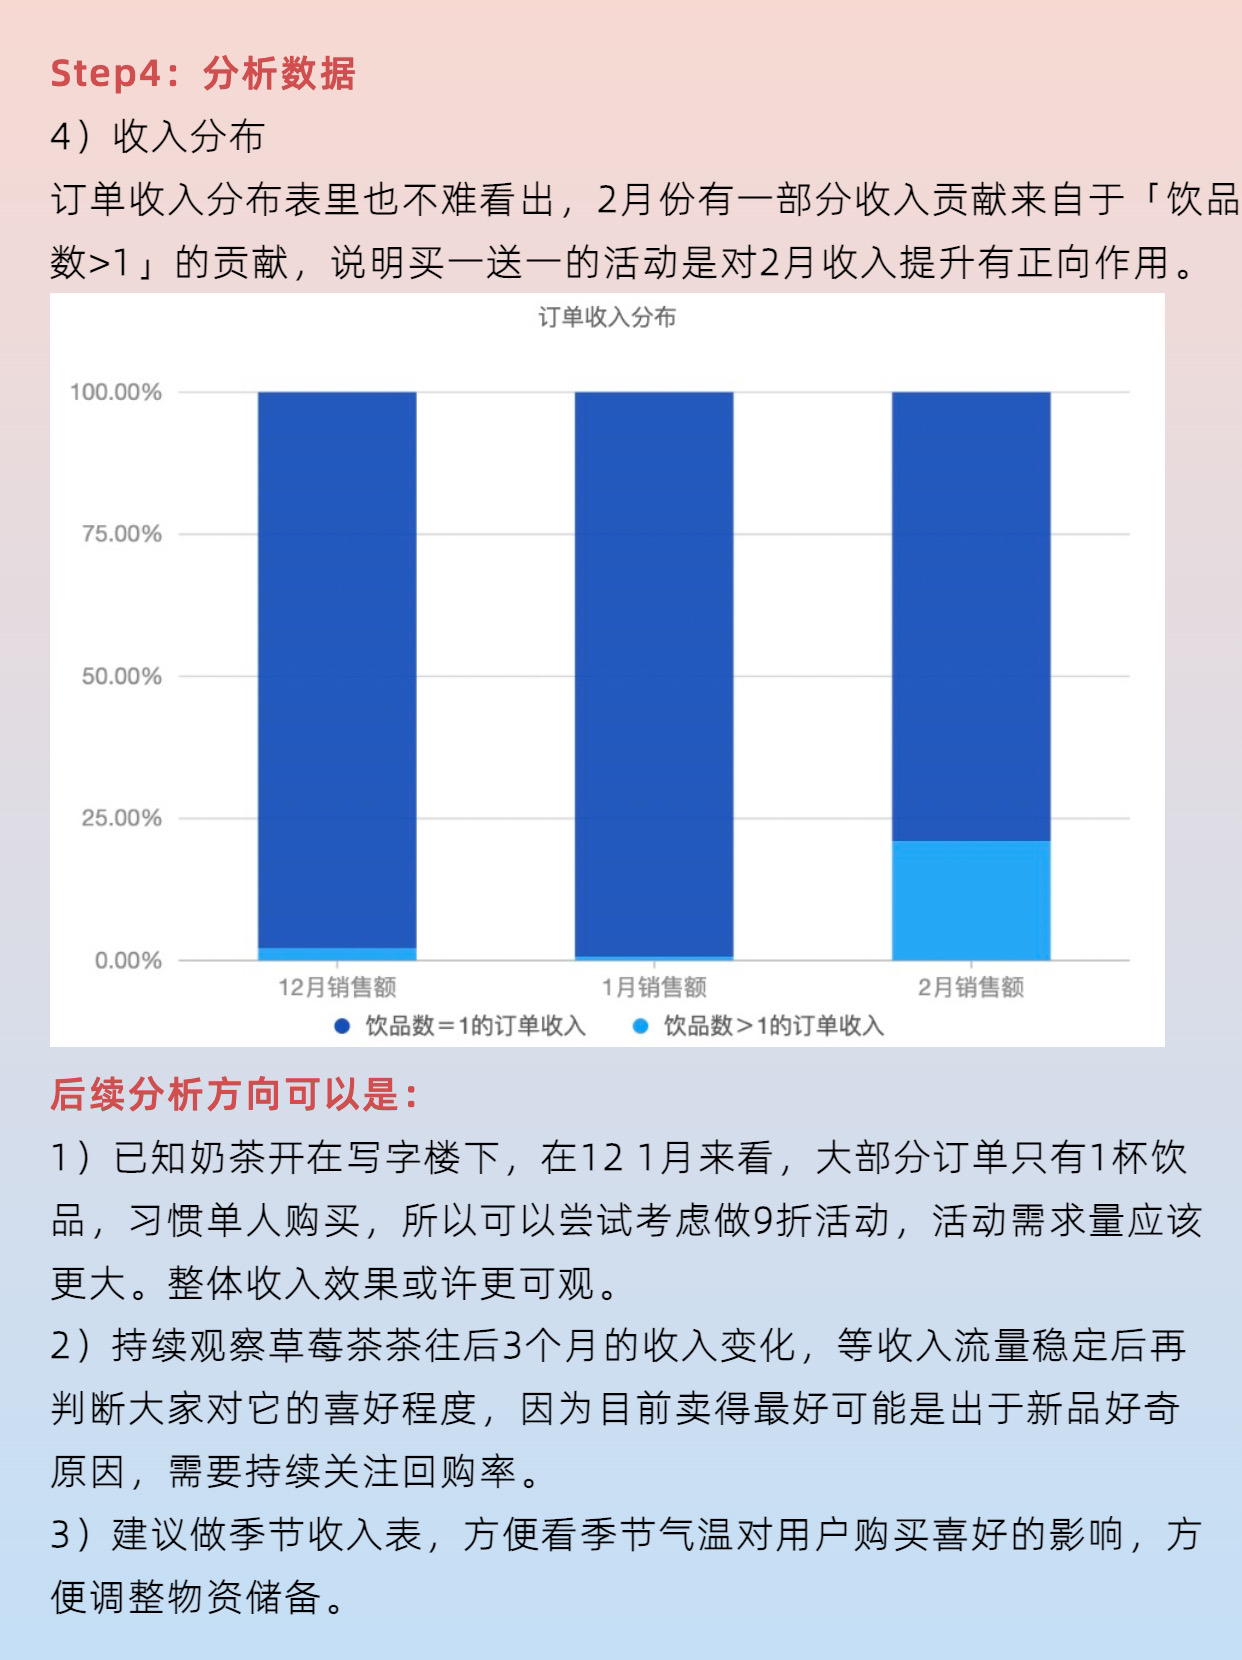 Step4：分析数据
4）收入分布
订单收入分布表里也不难看出，2月份有一部分收入贡献来自于「饮品
数>1」的贡献，说明买一送一的活动是对2月收入提升有正向作用。
订单收入分布
100.00%
75.00%
50.00%
25.00%
0.00%
12月销售额 1月销售额 2月销售额
饮品数＝1的订单收入 饮品数＞1的订单收入
后续分析方向可以是：
1）已知奶茶开在写字楼下，在12 1月来看，大部分订单只有1杯饮
品，习惯单人购买，所以可以尝试考虑做9折活动，活动需求量应该
更大。整体收入效果或许更可观。
2）持续观察草莓茶茶往后3个月的收入变化，等收入流量稳定后再
判断大家对它的喜好程度，因为目前卖得最好可能是出于新品好奇
原因，需要持续关注回购率。
3）建议做季节收入表，方便看季节气温对用户购买喜好的影响，方
便调整物资储备。